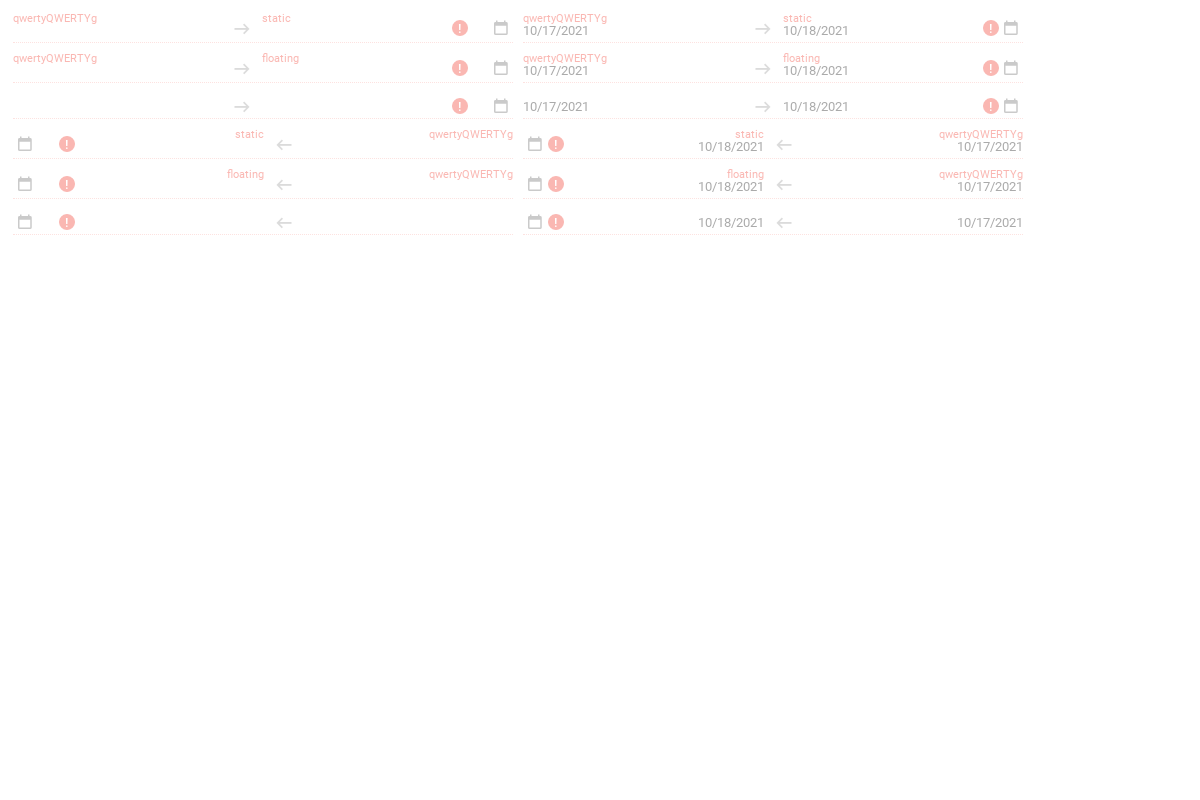 qwertyQWERTYg static qwertyQWERTYg static
10/17/2021 10/18/2021
qwertyQWERTYg floating qwertyQWERTYg floating
10/17/2021 10/18/2021
10/17/2021 10/18/2021
static qwertyQWERTYg static qwertyQWERTYg
10/18/2021 10/17/2021
floating qwertyQWERTYg floating qwertyQWERTYg
10/18/2021 10/17/2021
10/18/2021 10/17/2021